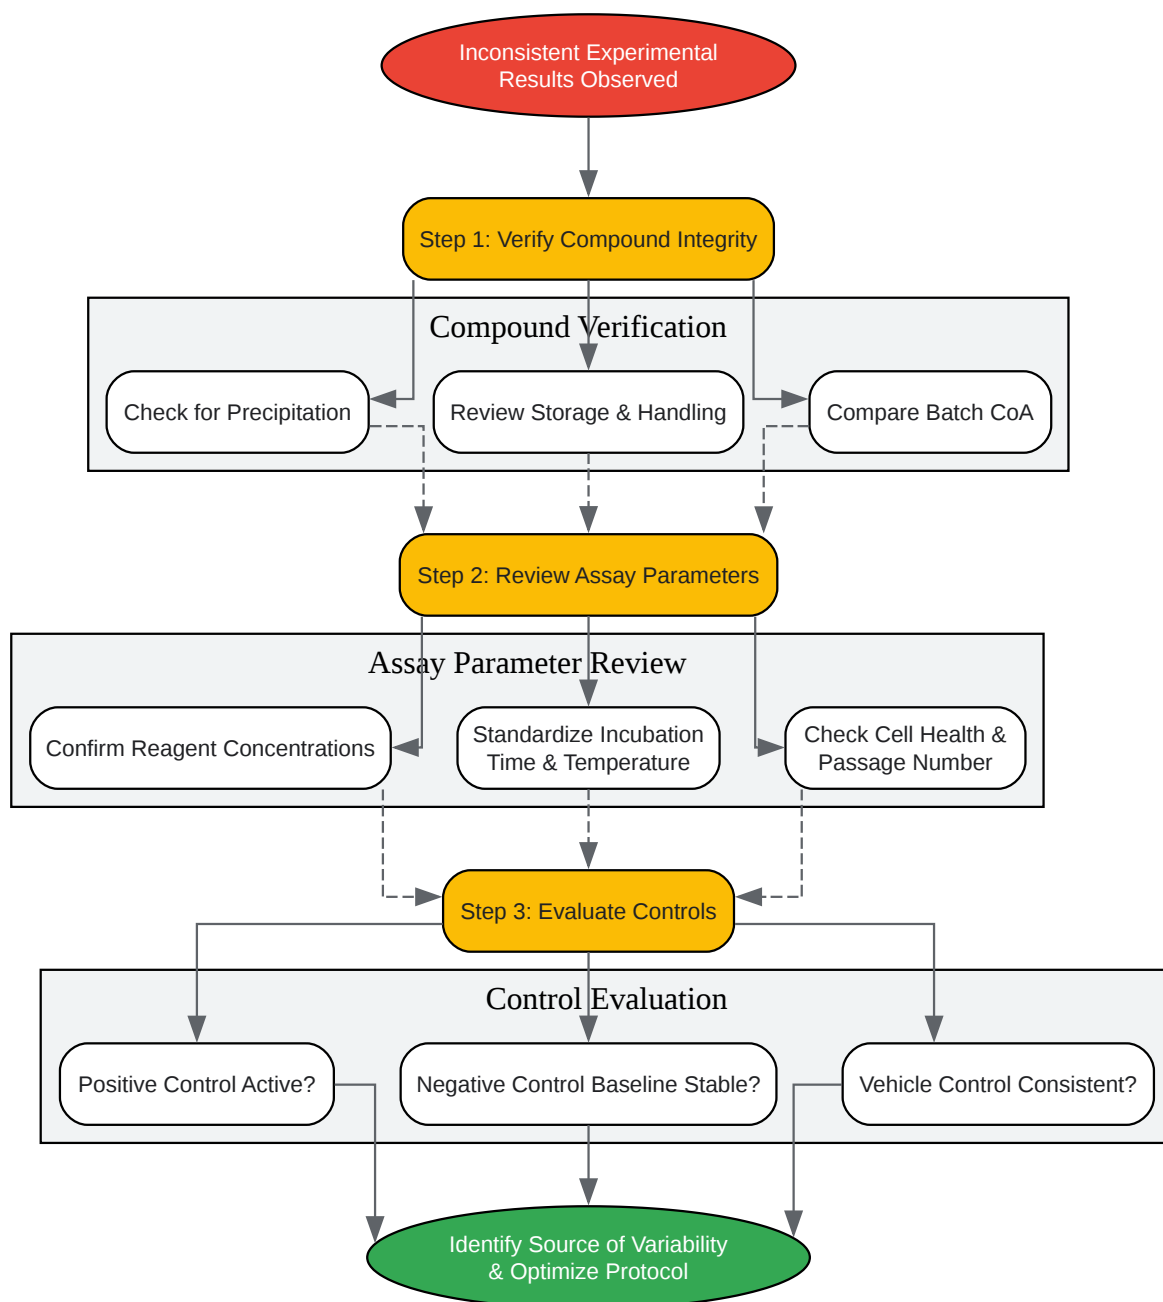 Inconsistent Experimental
Results Observed
Step 1: Verify Compound Integrity
Compound Verification
Check for Precipitation
Review Storage & Handling
Compare Batch CoA
Step 2: Review Assay Parameters
Assay Parameter Review
Confirm Reagent Concentrations
Standardize Incubation
Time & Temperature
Check Cell Health &
Passage Number
Step 3: Evaluate Controls
Control Evaluation
Positive Control Active?
Negative Control Baseline Stable?
Vehicle Control Consistent?
Identify Source of Variability
& Optimize Protocol